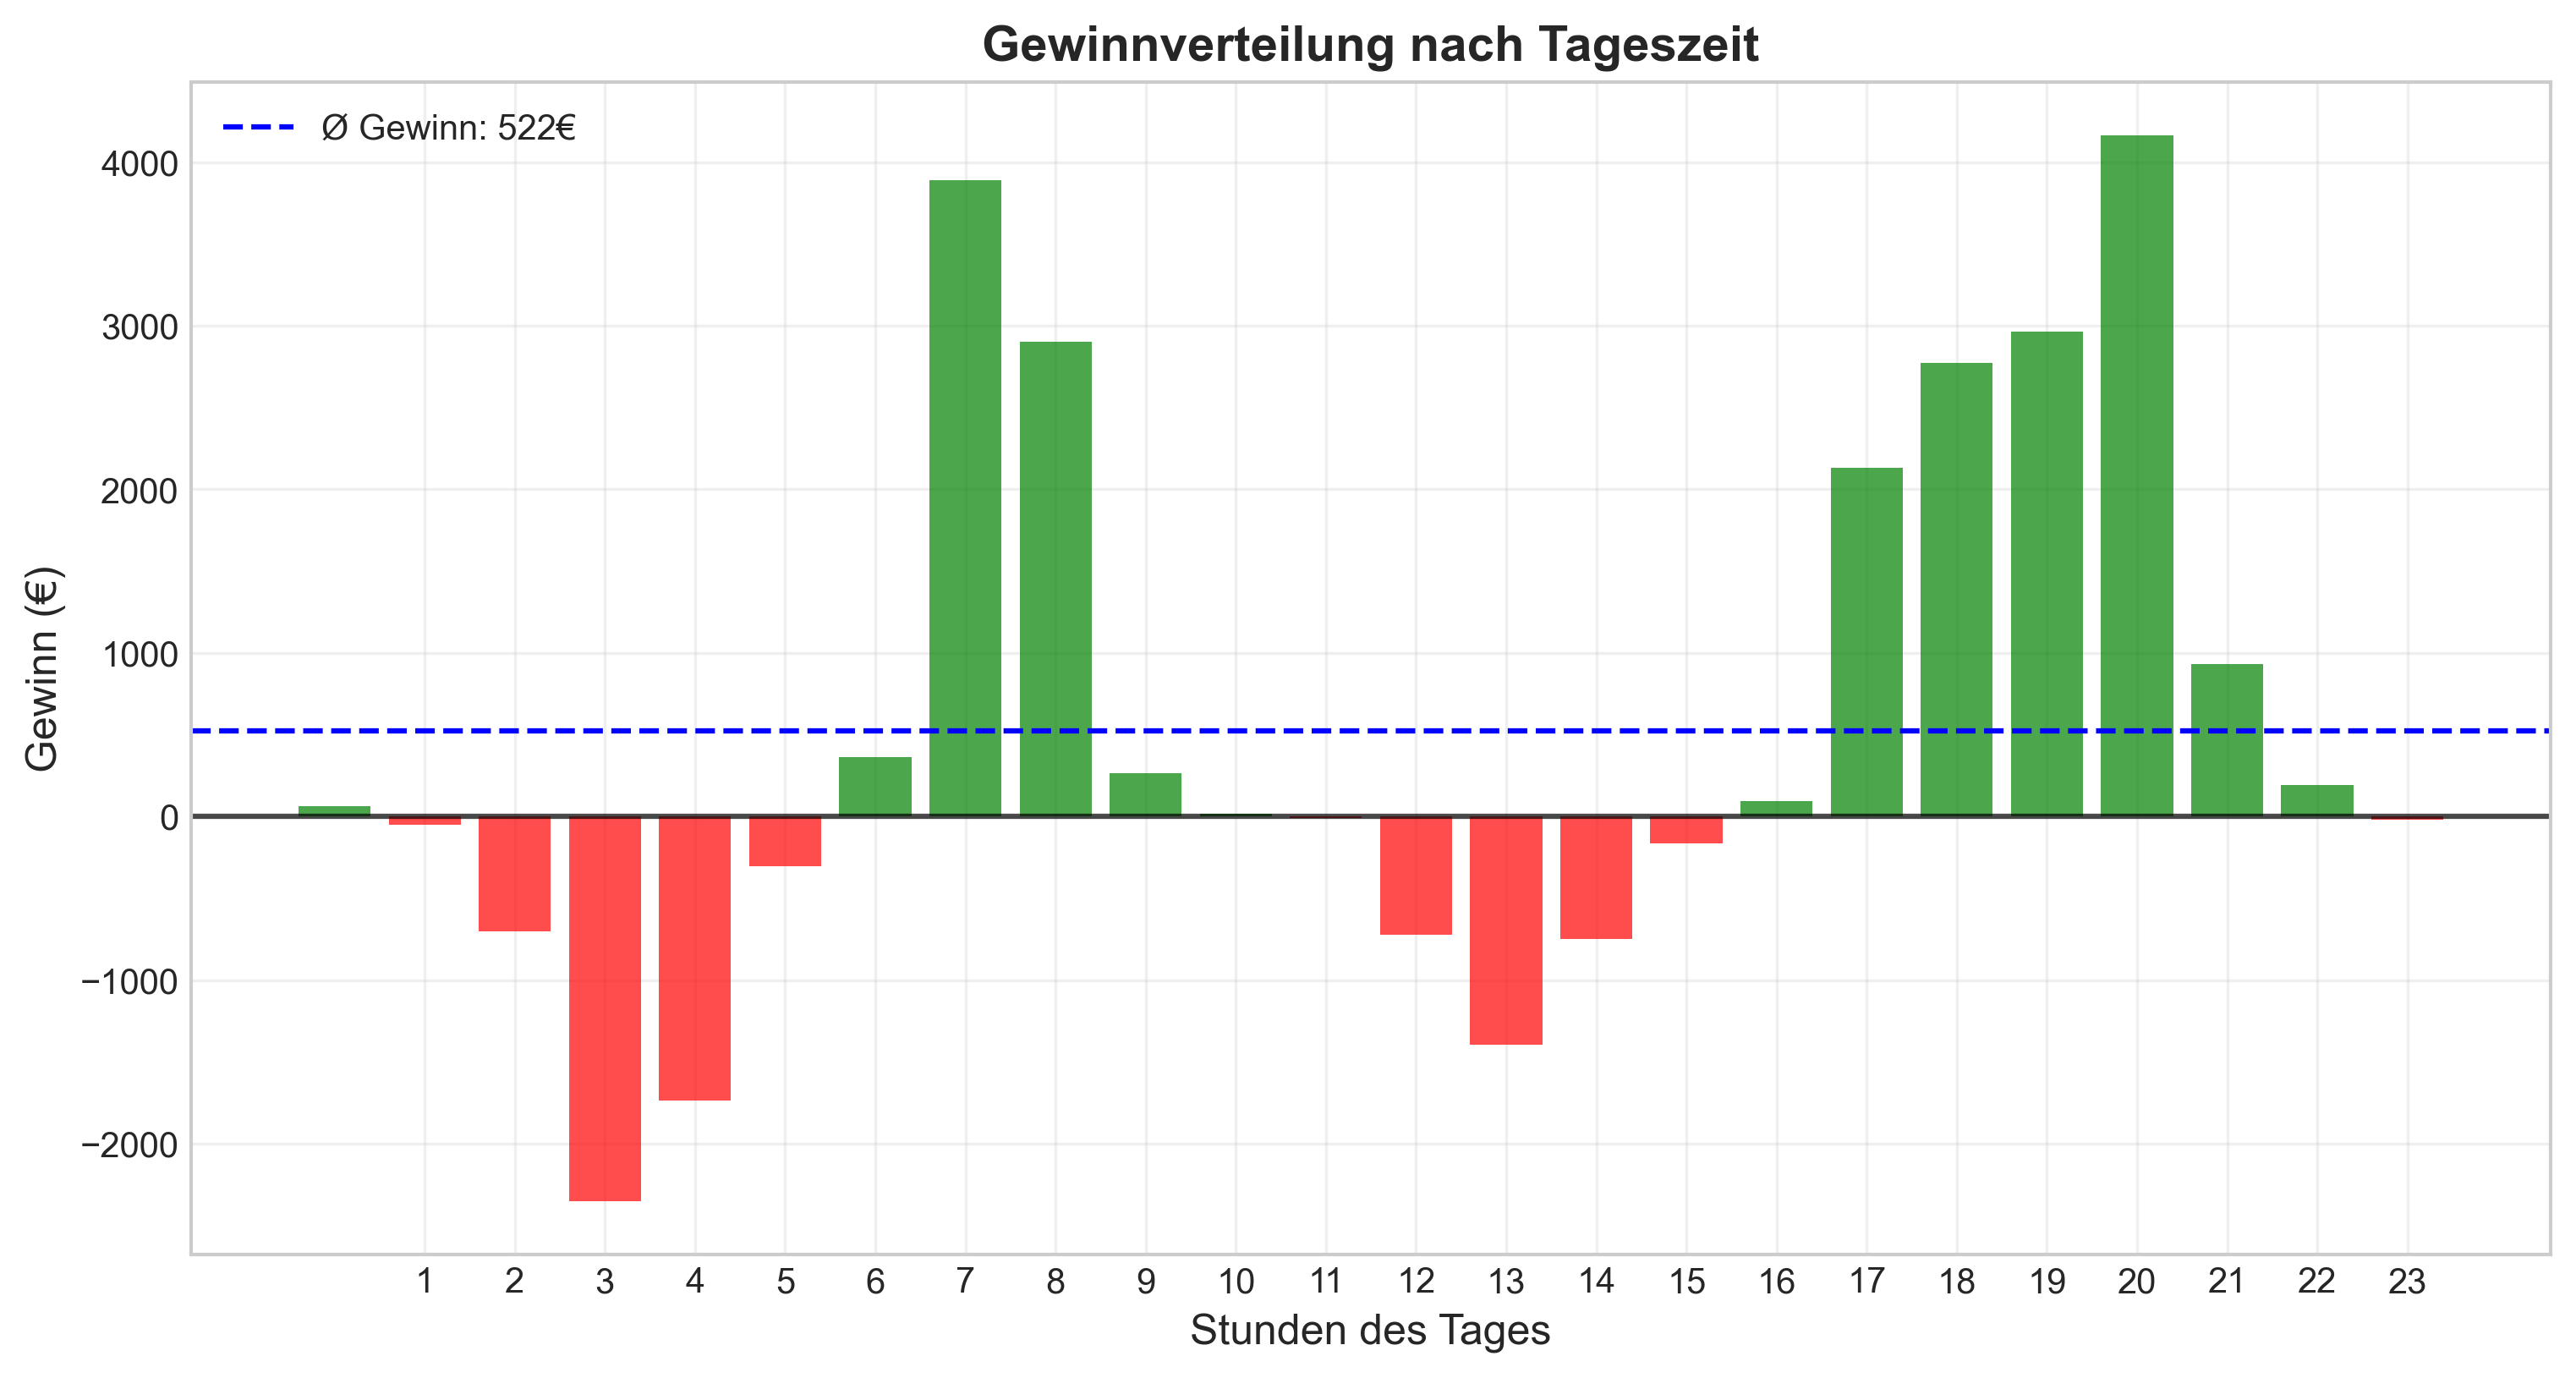 Gewinnverteilung nach Tageszeit
Ø Gewinn: 522€
Gewinn (€)
4000
3000
2000
1000
0
−1000
−2000
1 2 3 4 5 6 7 8 9 10 11 12 13 14 15 16 17 18 19 20 21 22 23
Stunden des Tages